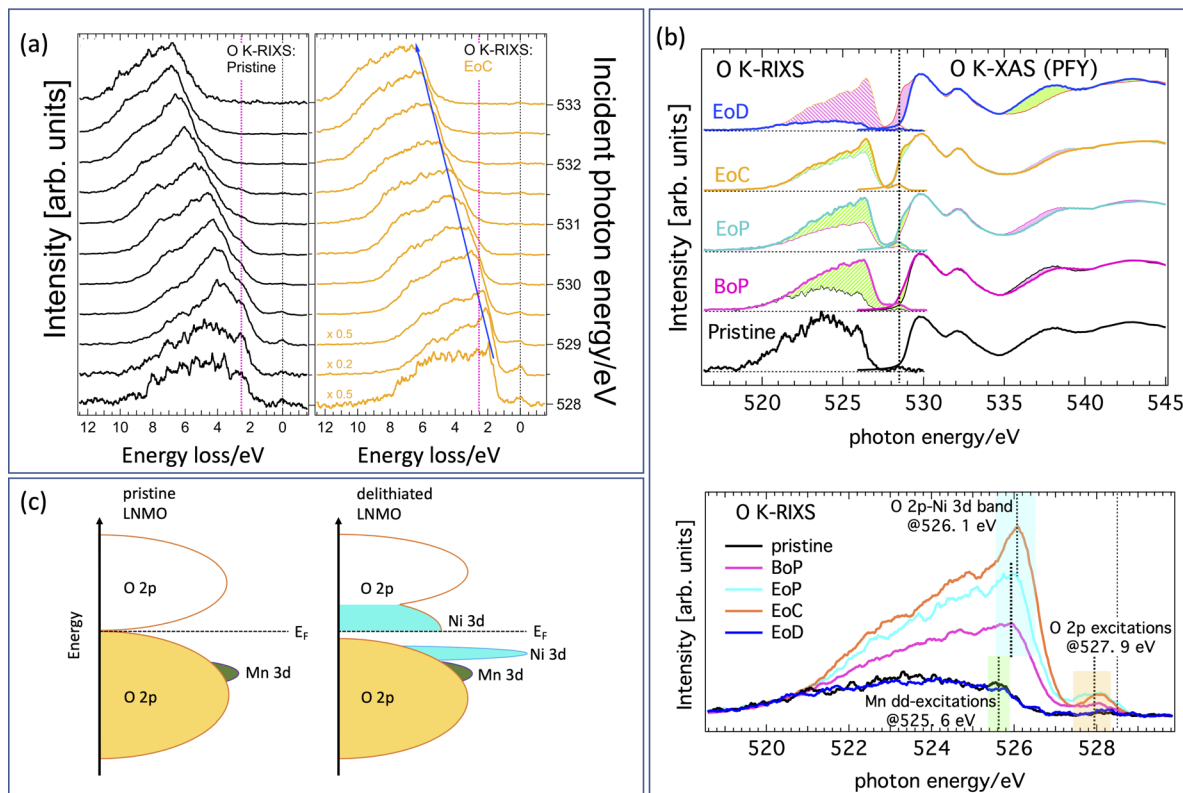 (a)
Intensity [arb. units]
O K-RIXS:
Pristine
O K-RIXS:
EoC
x 0.5
x 0.2
x 0.5
533
532
531
530
529
528
Incident photon energy/eV
12 10 8 6 4 2 0
12 10 8 6 4 2 0
Energy loss/eV
Energy loss/eV
(b)
Intensity [arb. units]
O K-RIXS
O K-XAS (PFY)
EoD
EoC
EoP
BoP
Pristine
520 525 530 535 540 545
photon energy/eV
Intensity [arb. units]
O K-RIXS
pristine
BoP
EoP
EoC
EoD
O 2p-Ni 3d band
@526. 1 eV
O 2p excitations
@527. 9 eV
Mn dd-excitations
@525. 6 eV
520 522 524 526 528
photon energy/eV
(c)
pristine
LNMO
delithiated
LNMO
Energy
O 2p
EF
Mn 3d
O 2p
O 2p
Ni 3d
EF
Ni 3d
Mn 3d
O 2p